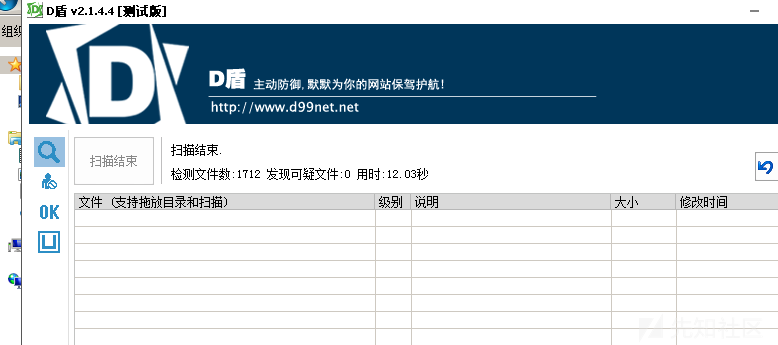 D盾 v2.1.4.4 [测试版]
组织
D
D盾 主动防御,默默为你的网站保驾护航!
http://www.d99net.net
扫描结束
扫描结束.
检测文件数:1712 发现可疑文件:0 用时:12.03秒
OK
文件 (支持拖放目录和扫描) 级别 说明 大小 修改时间
先知社区